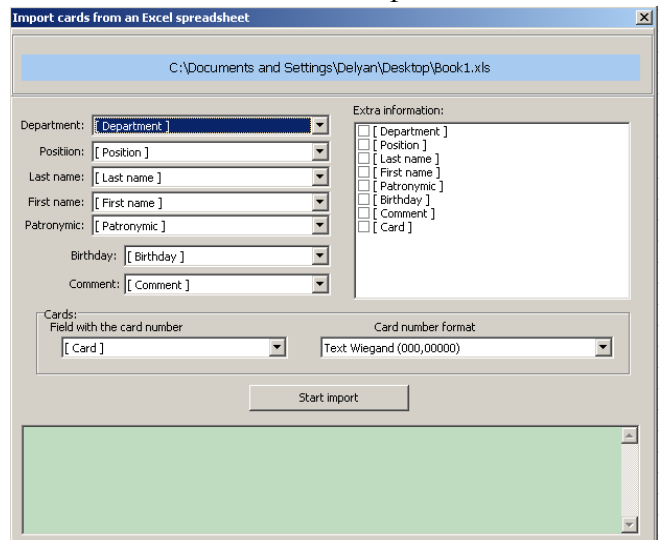 Import cards from an Excel spreadsheet
C:\Documents and Settings\Delyan\Desktop\Book1.xls
Department: [ Department ]
Positiion: [ Position ]
Last name: [ Last name ]
First name: [ First name ]
Patronymic: [ Patronymic ]
Birthday: [ Birthday ]
Comment: [ Comment ]
Extra information:
[ Department ]
[ Position ]
[ Last name ]
[ First name ]
[ Patronymic ]
[ Birthday ]
[ Comment ]
[ Card ]
Cards:
Field with the card number
[ Card ]
Card number format
Text Wiegand (000,00000)
Start import